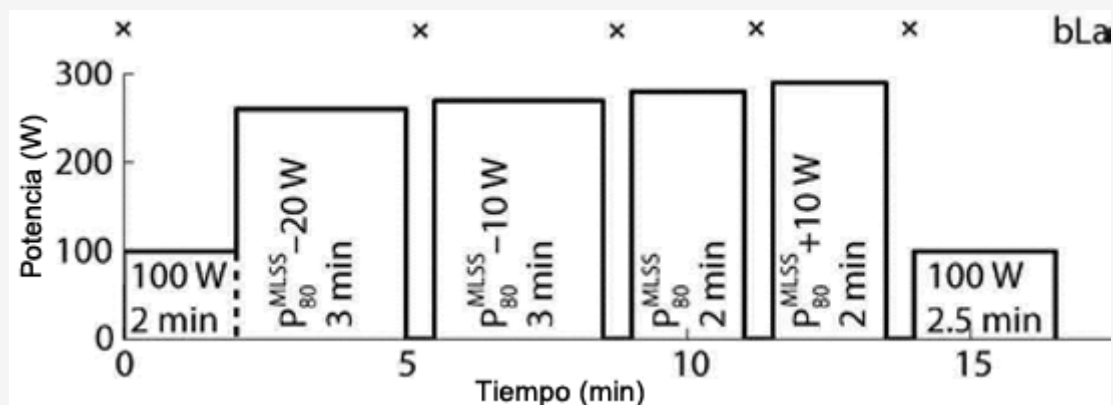 × × × × × bLa
300
200
100
0
Potencia (W)
100 W
2 min
P₈₀ᴹᴸˢˢ −20 W
3 min
P₈₀ᴹᴸˢˢ −10 W
3 min
P₈₀ᴹᴸˢˢ
2 min
P₈₀ᴹᴸˢˢ +10 W
2 min
100 W
2.5 min
0 5 10 15
Tiempo (min)